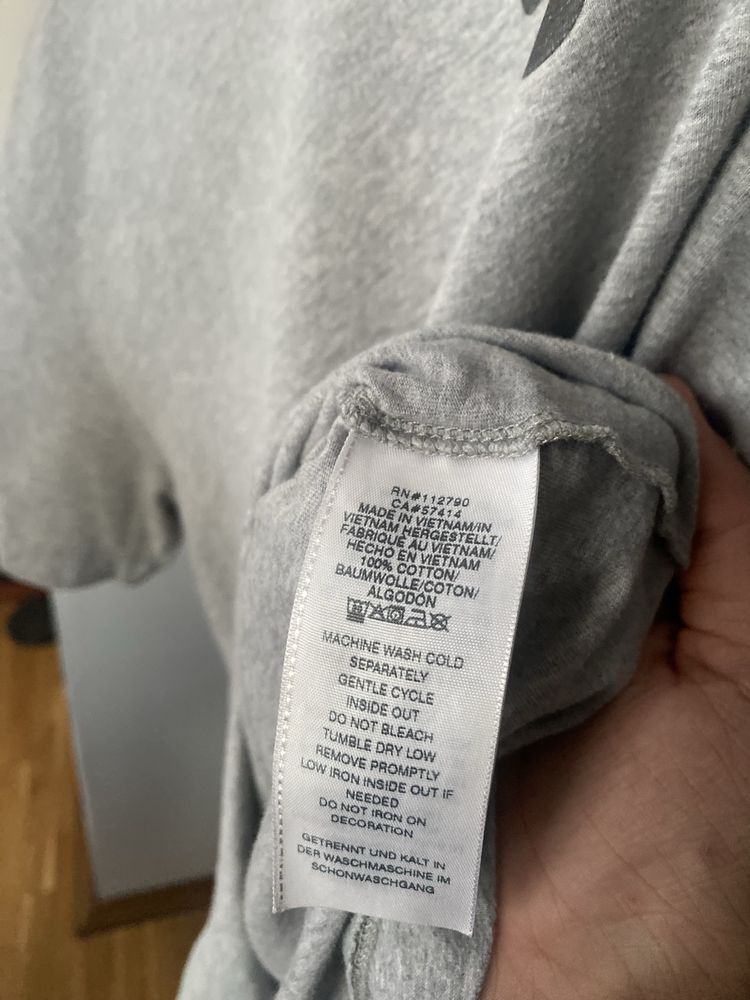 RN#112790
CA#57414
MADE IN VIETNAM/IN
VIETNAM HERGESTELLT/
FABRIQUÉ AU VIETNAM/
HECHO EN VIETNAM
100% COTTON/
BAUMWOLLE/COTON/
ALGODÓN
MACHINE WASH COLD
SEPARATELY
GENTLE CYCLE
INSIDE OUT
DO NOT BLEACH
TUMBLE DRY LOW
REMOVE PROMPTLY
LOW IRON INSIDE OUT IF
NEEDED
DO NOT IRON ON
DECORATION
GETRENNT UND KALT IN
DER WASCHMASCHINE IM
SCHONWASCHGANG